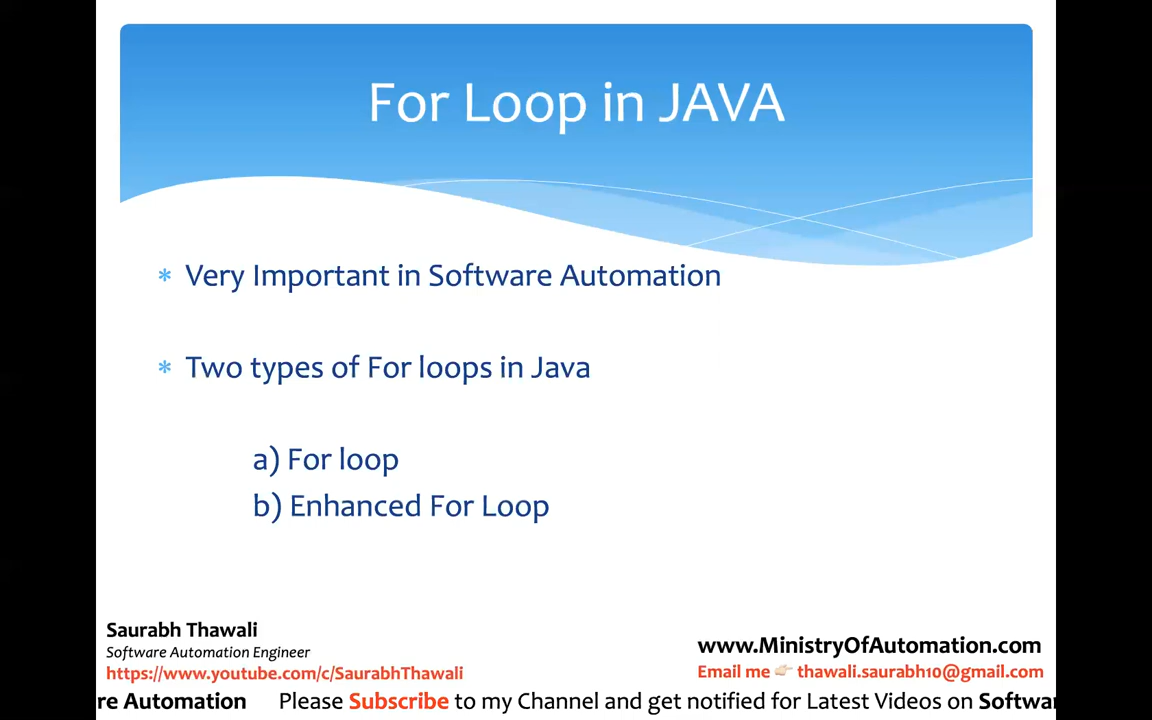 For Loop in JAVA
* Very Important in Software Automation
* Two types of For loops in Java
a) For loop
b) Enhanced For Loop
Saurabh Thawali
Software Automation Engineer
https://www.youtube.com/c/SaurabhThawali
www.MinistryOfAutomation.com
Email me 👉🏻 thawali.saurabh10@gmail.com
re Automation Please Subscribe to my Channel and get notified for Latest Videos on Softwar